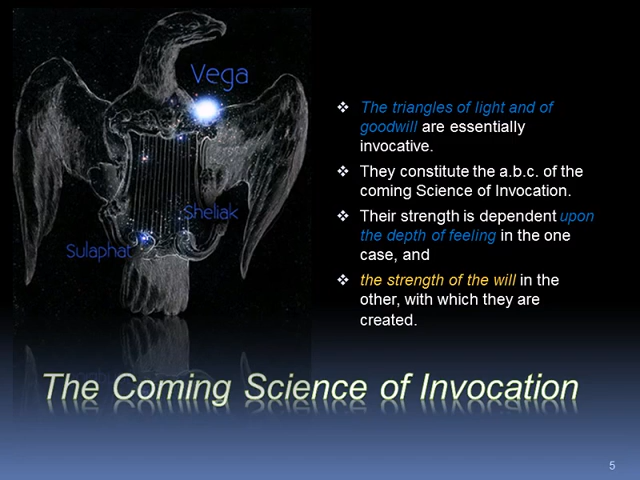 Vega
Sheliak
Sulaphat
❖ The triangles of light and of
goodwill are essentially
invocative.
❖ They constitute the a.b.c. of the
coming Science of Invocation.
❖ Their strength is dependent upon
the depth of feeling in the one
case, and
❖ the strength of the will in the
other, with which they are
created.
The Coming Science of Invocation
5